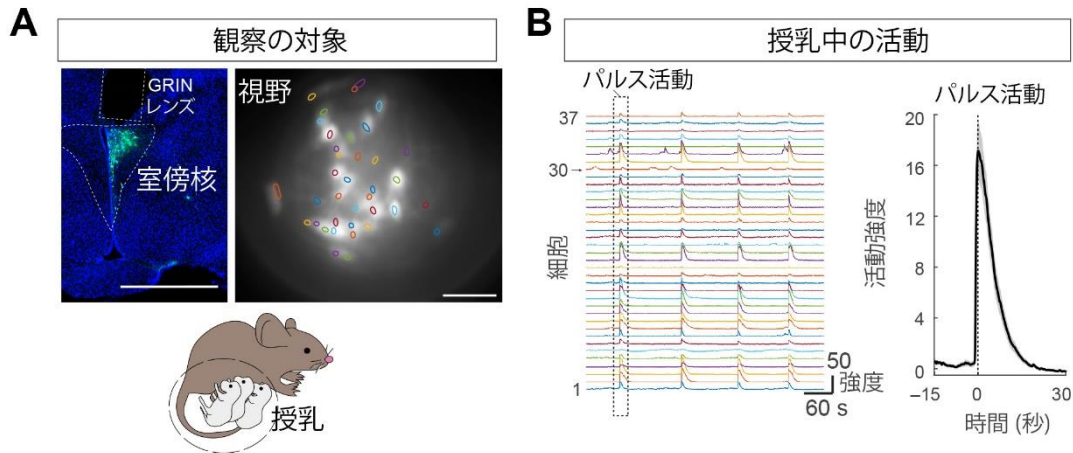 A
観察の対象
GRIN
レンズ
室傍核
視野
授乳
B
授乳中の活動
パルス活動
37
30→
細胞
1
50
強度
60 s
パルス活動
活動強度
20
16
12
8
4
0
–15 0 30
時間 (秒)